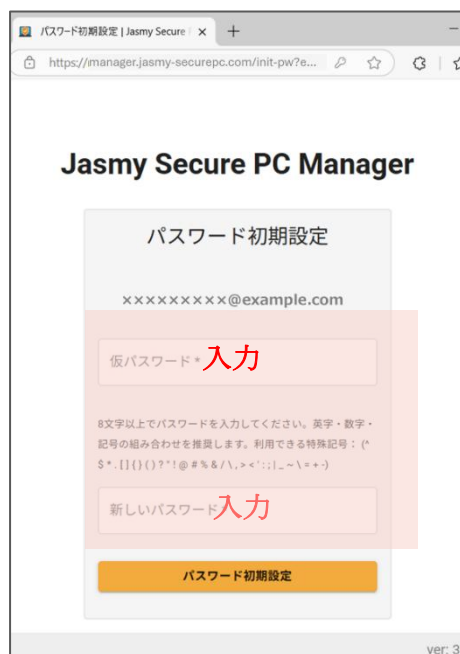 パスワード初期設定 | Jasmy Secure
https://manager.jasmy-securepc.com/init-pw?e...
Jasmy Secure PC Manager
パスワード初期設定
×××××××××@example.com
仮パスワード*
入力
8文字以上でパスワードを入力してください。英字・数字・
記号の組み合わせを推奨します。利用できる特殊記号： (^
$*.[]{}()?"!@#%&/\,><':;|_~\=+-)
新しいパスワード
入力
パスワード初期設定
ver: 3